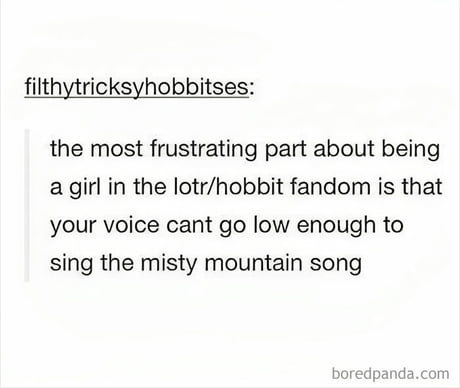 filthytricksyhobbitses:
the most frustrating part about being
a girl in the lotr/hobbit fandom is that
your voice cant go low enough to
sing the misty mountain song
boredpanda.com